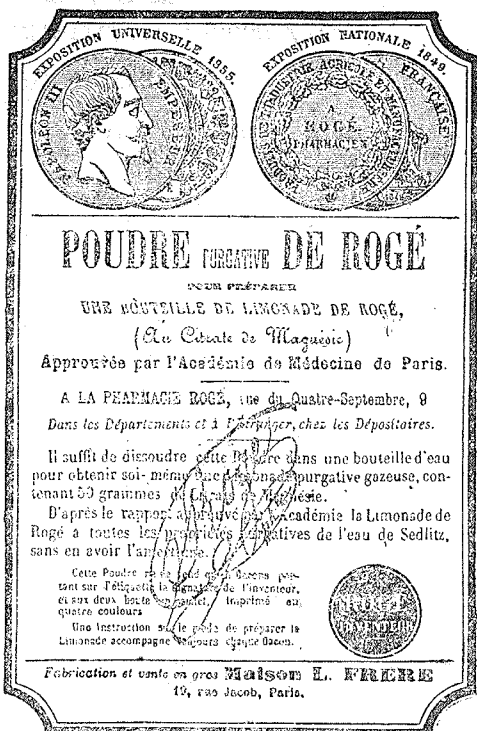 EXPOSITION UNIVERSELLE 1855.
NAPOLEON III EMPEREUR
EXPOSITION NATIONALE 1849.
FRANÇAISE
A
ROGÉ
PHARMACIEN
POUDRE PURGATIVE DE ROGÉ
POUR PRÉPARER
UNE BOUTEILLE DE LIMONADE DE ROGÉ,
(Au Citrate de Magnésie)
Approuvée par l'Académie de Médecine de Paris.
A LA PHARMACIE ROGÉ, rue du Quatre-Septembre, 9
Dans les Départements et à l'Étranger, chez les Dépositaires.
Il suffit de dissoudre cette Poudre dans une bouteille d'eau
pour obtenir soi-même une Limonade purgative gazeuse, con-
tenant 50 grammes de Citrate de Magnésie.
D'après le rapport approuvé par l'Académie la Limonade de
Rogé a toutes les propriétés purgatives de l'eau de Sedlitz,
sans en avoir l'amertume.
Cette Poudre ne se vend qu'en flacons por-
tant sur l'étiquette la signature de l'inventeur,
et aux deux bouts imprimé en
quatre couleurs
Une Instruction sur le mode de préparer la
Limonade accompagne toujours chaque flacon.
ROGÉ
INVENTEUR
Fabrication et vente en gros Maison L. FRERE
19, rue Jacob, Paris.